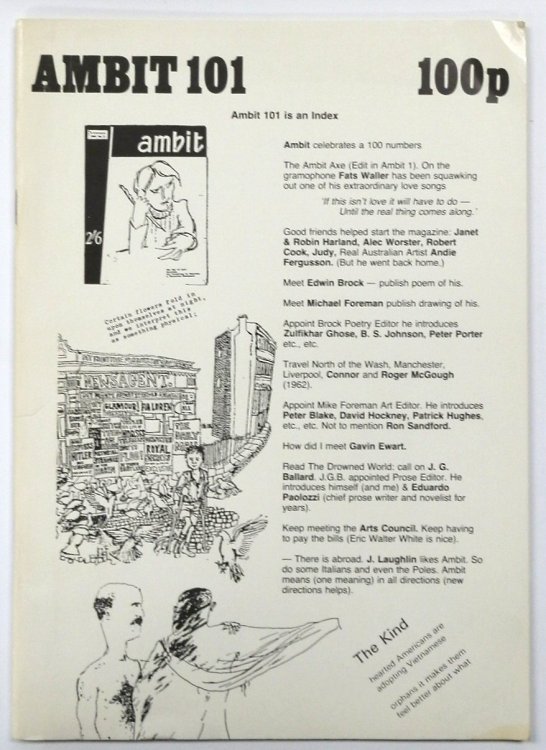 AMBIT 101 100p
Ambit 101 is an Index
ambit
2'6
Certain flowers fold in
upon themselves at night,
and we interpret this
as something physical;
NEWSAGENT.
GLAMOUR
HITLER
ROYAL
Ambit celebrates a 100 numbers
The Ambit Axe (Edit in Ambit 1). On the
gramophone Fats Waller has been squawking
out one of his extraordinary love songs
'If this isn't love it will have to do —
Until the real thing comes along.'
Good friends helped start the magazine: Janet
& Robin Harland, Alec Worster, Robert
Cook, Judy, Real Australian Artist Andie
Fergusson. (But he went back home.)
Meet Edwin Brock — publish poem of his.
Meet Michael Foreman publish drawing of his.
Appoint Brock Poetry Editor he introduces
Zulfikhar Ghose, B. S. Johnson, Peter Porter
etc., etc.
Travel North of the Wash, Manchester,
Liverpool, Connor and Roger McGough
(1962).
Appoint Mike Foreman Art Editor. He introduces
Peter Blake, David Hockney, Patrick Hughes,
etc., etc. Not to mention Ron Sandford.
How did I meet Gavin Ewart.
Read The Drowned World: call on J. G.
Ballard. J.G.B. appointed Prose Editor. He
introduces himself (and me) & Eduardo
Paolozzi (chief prose writer and novelist for
years).
Keep meeting the Arts Council. Keep having
to pay the bills (Eric Walter White is nice).
— There is abroad. J. Laughlin likes Ambit. So
do some Italians and even the Poles. Ambit
means (one meaning) in all directions (new
directions helps).
The Kind
hearted Americans are
adopting Vietnamese
orphans it makes them
feel better about what